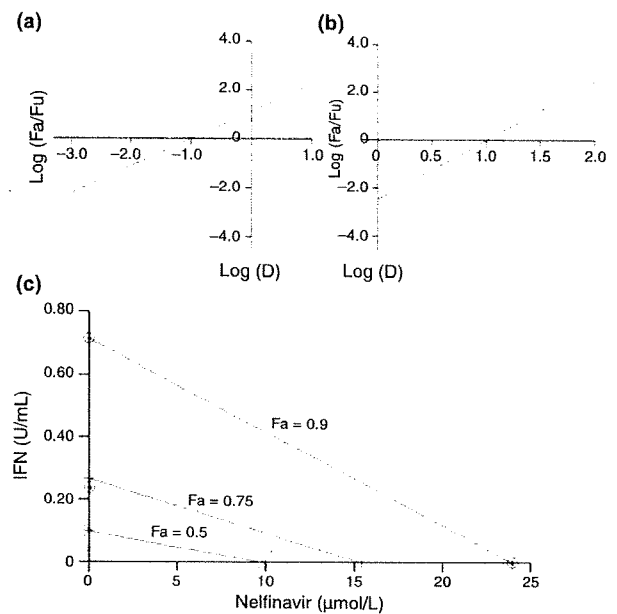 (a)
4.0
2.0
0
-2.0
-4.0
-3.0 -2.0 -1.0 1.0
Log (Fa/Fu)
Log (D)
(b)
4.0
2.0
0
-2.0
-4.0
0 0.5 1.0 1.5 2.0
Log (Fa/Fu)
Log (D)
(c)
0.80
0.60
0.40
0.20
0
IFN (U/mL)
Fa = 0.9
Fa = 0.75
Fa = 0.5
0 5 10 15 20 25
Nelfinavir (µmol/L)